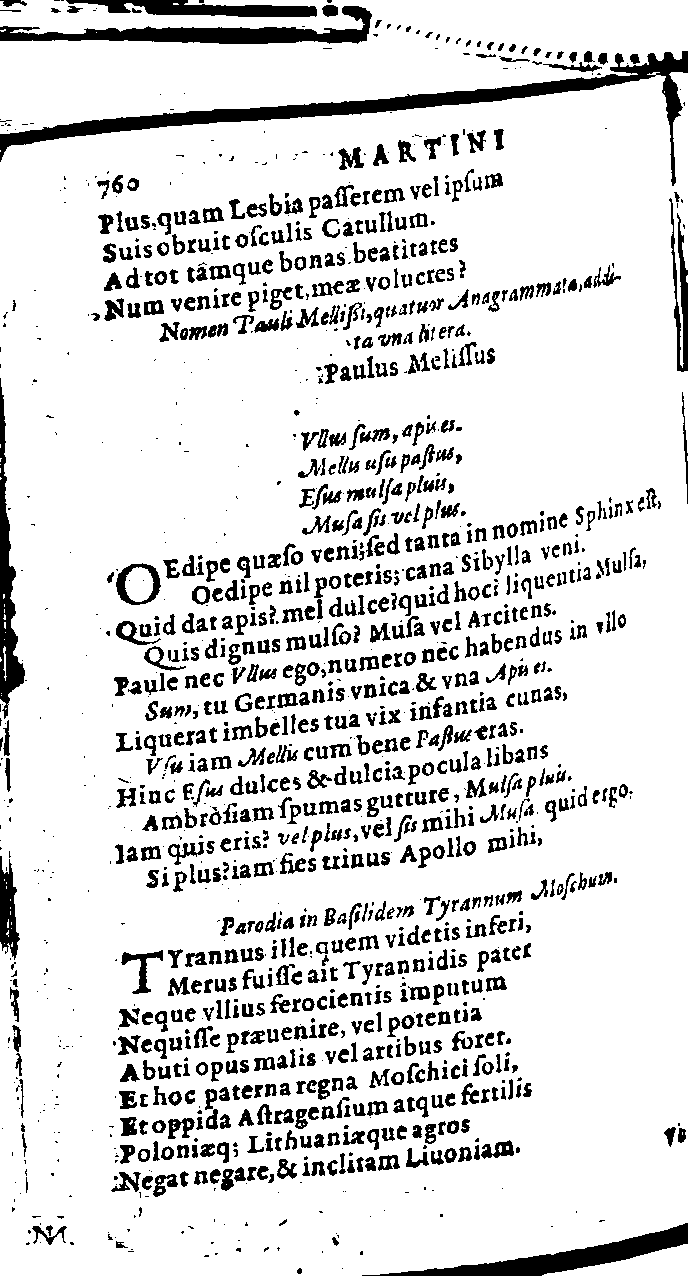 760 MARTINI
Plus, quam Lesbia paſſerem vel ipſum
Suis obruit oſculis Catullum.
Ad tot tâmque bonas beatitates
Num venire piget, meæ volucres?
Nomen Pauli Mellißi, quatuor Anagrammata, addi-
ta vna litera.
Paulus Meliſſus
Vllus ſum, apis es.
Mellis uſu paſtus,
Eſus mulſa pluis,
Muſa ſis vel plus.
OEdipe quæſo veni; ſed tanta in nomine Sphinx eſt,
Oedipe nil poteris; cana Sibylla veni.
Quid dat apis? mel dulce? quid hoc? liquentia Mulſa,
Quis dignus mulſo? Muſa vel Arcitens.
Paule nec Vllus ego, numero nec habendus in vllo
Sum, tu Germanis vnica & vna Apis es.
Liquerat imbelles tua vix infantia cunas,
Vſu iam Mellis cum bene Paſtus eras.
Hinc Eſus dulces & dulcia pocula libans
Ambroſiam ſpumas gutture, Mulſa pluis.
Iam quis eris? vel plus, vel ſis mihi Muſa quid ergo.
Si plus? iam fies trinus Apollo mihi,
Parodia in Baſilidem Tyrannum Moſchum.
TYrannus ille, quem videtis inferi,
Merus fuiſſe ait Tyrannidis pater
Neque vllius ferocientis imputum
Nequiſſe præuenire, vel potentia
Abuti opus malis vel artibus foret.
Et hoc paterna regna Moſchici ſoli,
Et oppida Aſtragenſium atque fertilis
Poloniæq; Lithuaniæque agros
Negat negare, & inclitam Liuoniam.